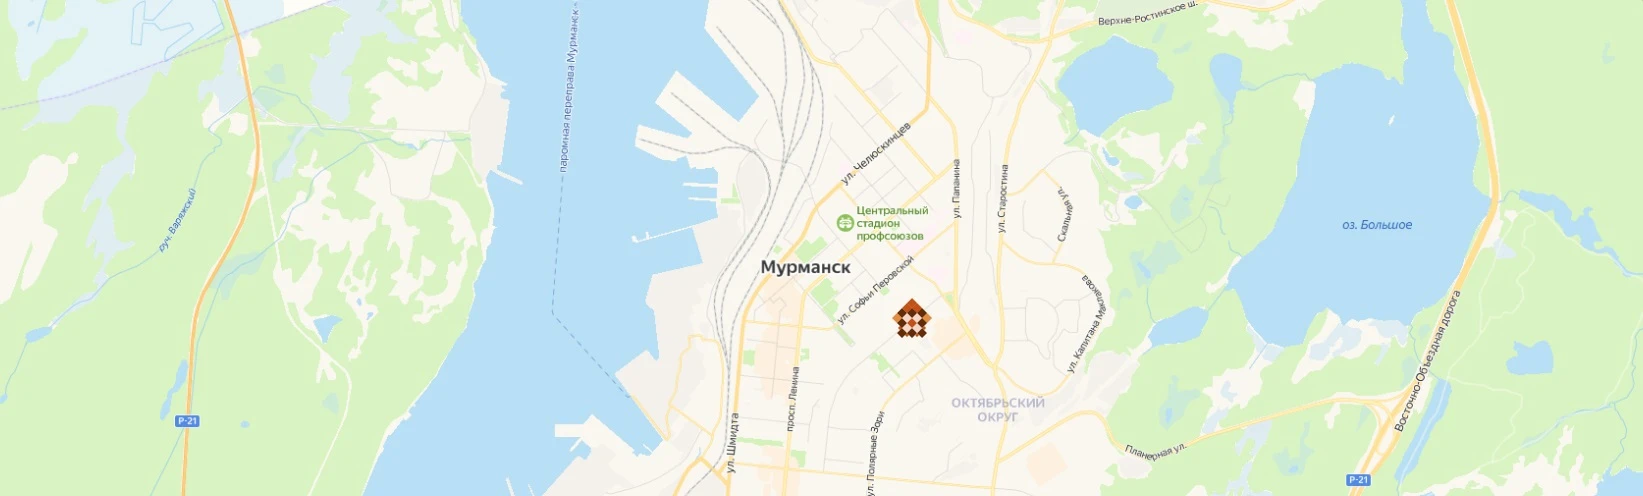 Верхне-Ростинское ш.
паромная переправа Мурманск -
ул. Челюскинцев
ул. Папанина
ул. Старостина
Скальная ул.
руч. Варяжский
Центральный
стадион
профсоюзов
оз. Большое
Мурманск
ул. Софьи Перовской
ул. Капитана Маклакова
Восточно-Объездная дорога
просп. Ленина
ул. Шмидта
ул. Полярные Зори
ОКТЯБРЬСКИЙ
ОКРУГ
Р-21
Планерная ул.
Р-21